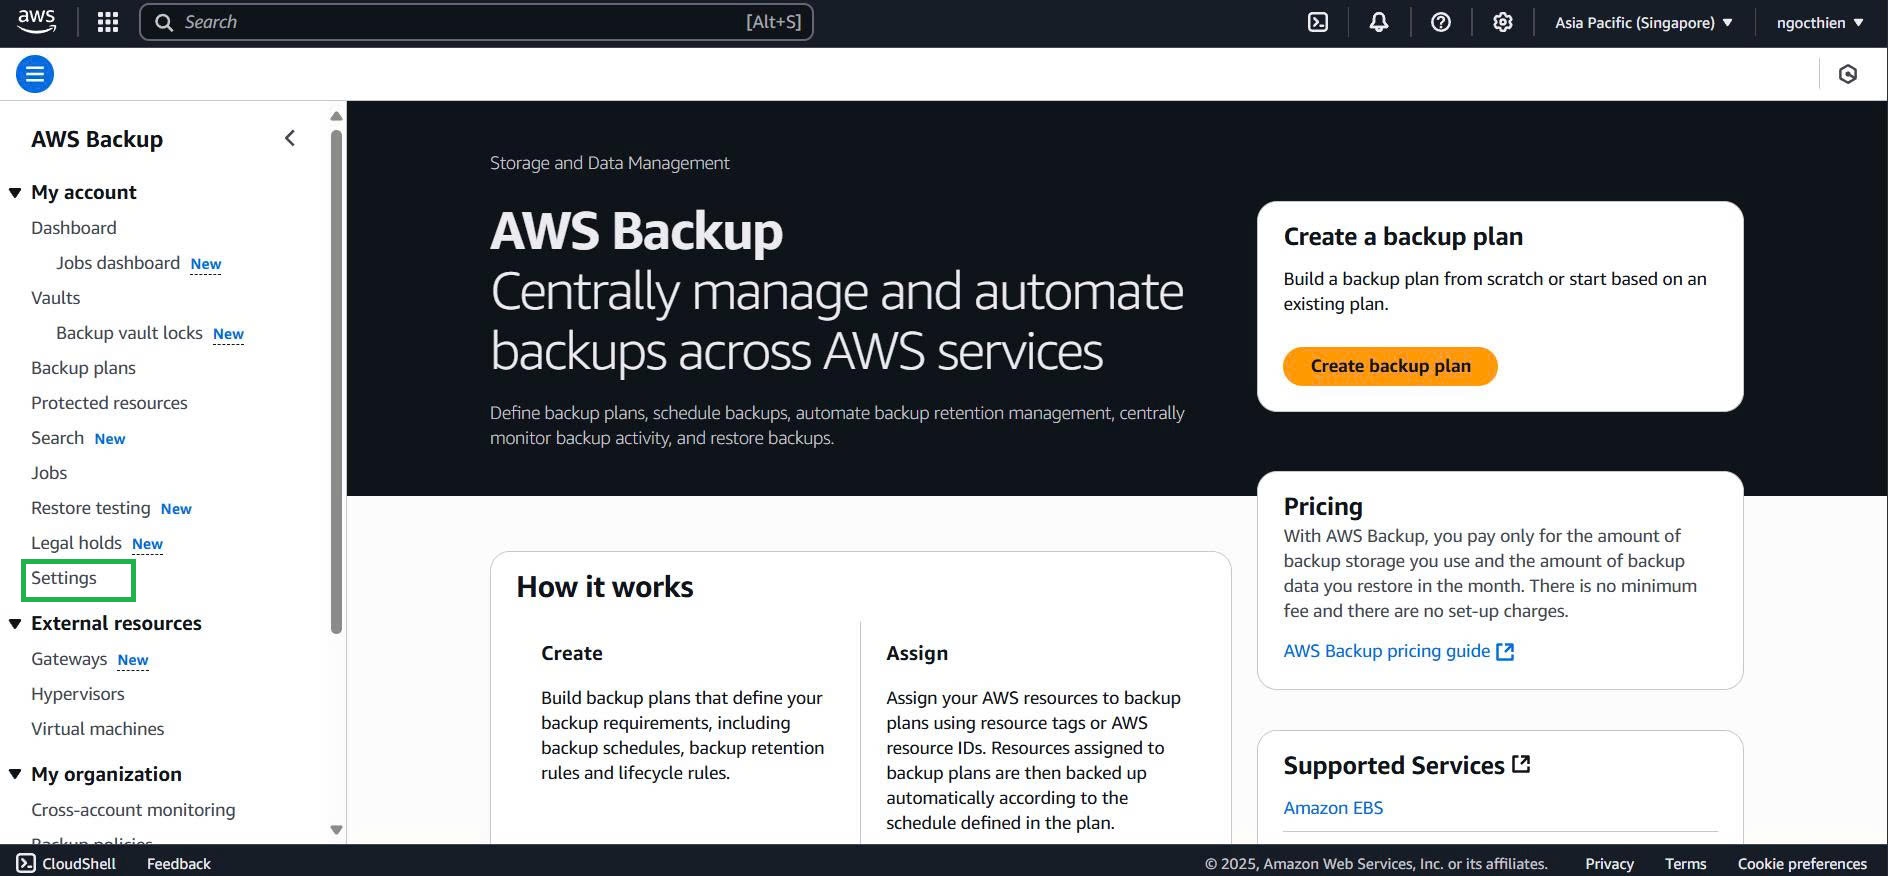 aws
Search [Alt+S]
Asia Pacific (Singapore) ngocthien
AWS Backup
My account
Dashboard
Jobs dashboard New
Vaults
Backup vault locks New
Backup plans
Protected resources
Search New
Jobs
Restore testing New
Legal holds New
Settings
External resources
Gateways New
Hypervisors
Virtual machines
My organization
Cross-account monitoring
Backup policies
Storage and Data Management
AWS Backup
Centrally manage and automate
backups across AWS services
Define backup plans, schedule backups, automate backup retention management, centrally
monitor backup activity, and restore backups.
Create a backup plan
Build a backup plan from scratch or start based on an
existing plan.
Create backup plan
Pricing
With AWS Backup, you pay only for the amount of
backup storage you use and the amount of backup
data you restore in the month. There is no minimum
fee and there are no set-up charges.
AWS Backup pricing guide
How it works
Create
Build backup plans that define your
backup requirements, including
backup schedules, backup retention
rules and lifecycle rules.
Assign
Assign your AWS resources to backup
plans using resource tags or AWS
resource IDs. Resources assigned to
backup plans are then backed up
automatically according to the
schedule defined in the plan.
Supported Services
Amazon EBS
CloudShell Feedback
© 2025, Amazon Web Services, Inc. or its affiliates. Privacy Terms Cookie preferences